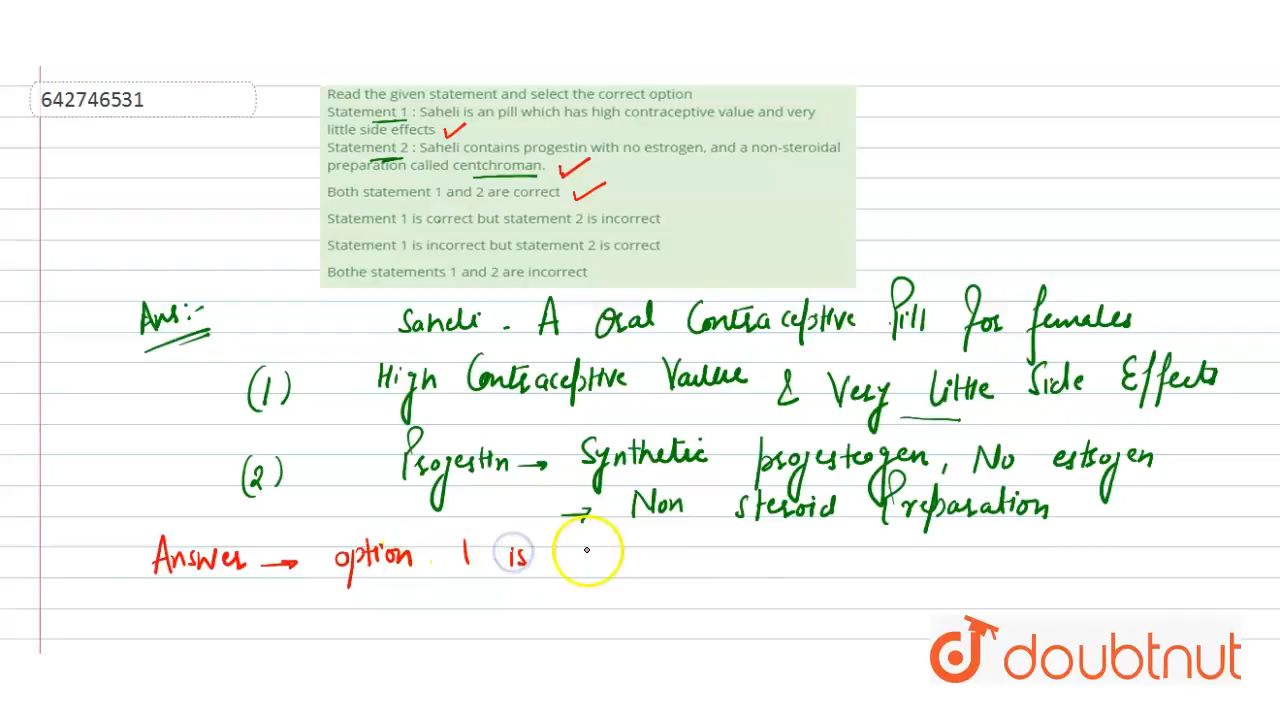 642746531
Read the given statement and select the correct option
Statement 1 : Saheli is an pill which has high contraceptive value and very
little side effects
Statement 2 : Saheli contains progestin with no estrogen, and a non-steroidal
preparation called centchroman.
Both statement 1 and 2 are correct
Statement 1 is correct but statement 2 is incorrect
Statement 1 is incorrect but statement 2 is correct
Bothe statements 1 and 2 are incorrect
Ans:- Saheli. A Oral Contraceptive Pill for females
(1) High Contraceptive Value & Very little Side Effects
(2) Progestin → Synthetic progesteogen, No estrogen
→ Non steroid Preparation
Answer → option. 1 is
doubtnut